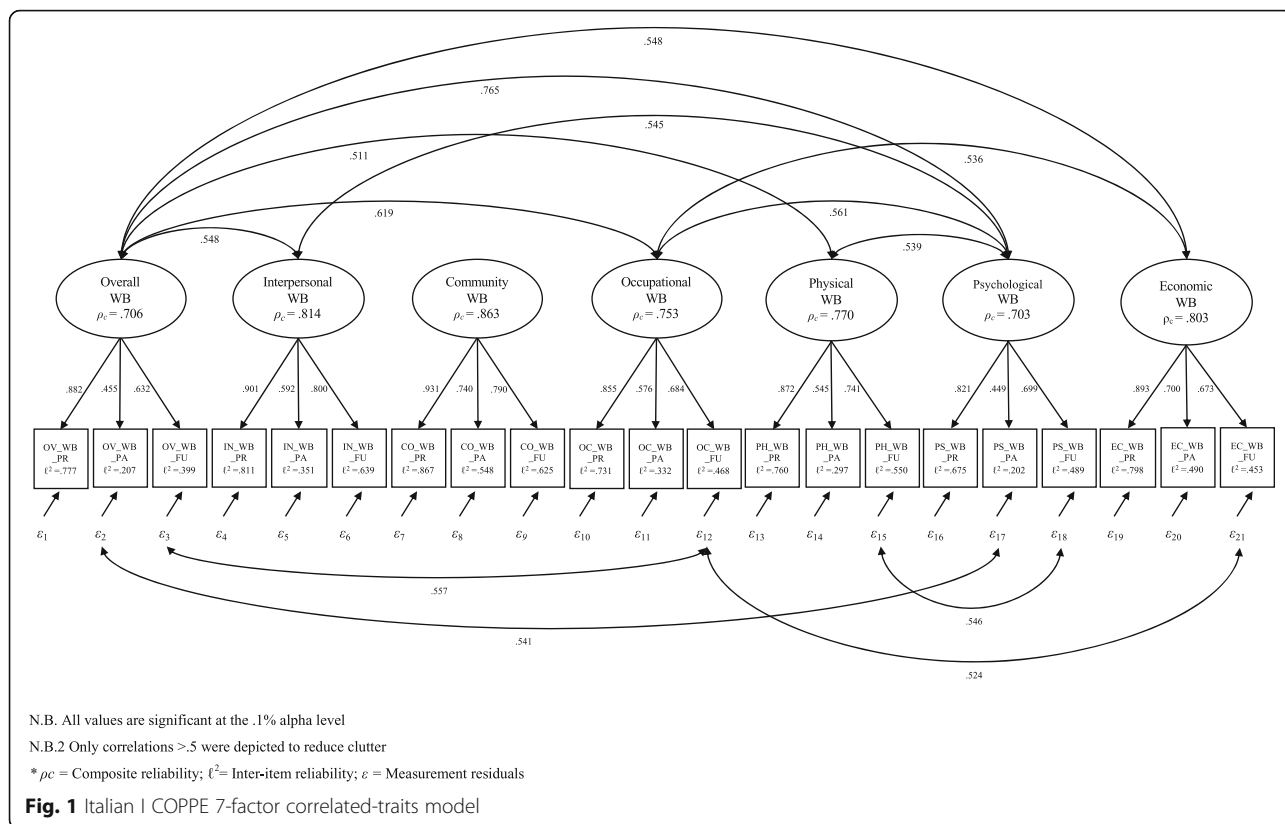 .548
.765
.545
.511
.536
.619
.561
.548
.539
Overall
WB
ρc = .706
Interpersonal
WB
ρc = .814
Community
WB
ρc = .863
Occupational
WB
ρc = .753
Physical
WB
ρc = .770
Psychological
WB
ρc = .703
Economic
WB
ρc = .803
.882 .455 .632 .901 .592 .800 .931 .740 .790 .855 .576 .684 .872 .545 .741 .821 .449 .699 .893 .700 .673
OV_WB
_PR
ℓ² =.777
OV_WB
_PA
ℓ² =.207
OV_WB
_FU
ℓ² =.399
IN_WB
_PR
ℓ² =.811
IN_WB
_PA
ℓ² =.351
IN_WB
_FU
ℓ² =.639
CO_WB
_PR
ℓ² =.867
CO_WB
_PA
ℓ² =.548
CO_WB
_FU
ℓ² =.625
OC_WB
_PR
ℓ² =.731
OC_WB
_PA
ℓ² =.332
OC_WB
_FU
ℓ² =.468
PH_WB
_PR
ℓ² =.760
PH_WB
_PA
ℓ² =.297
PH_WB
_FU
ℓ² =.550
PS_WB
_PR
ℓ² =.675
PS_WB
_PA
ℓ² =.202
PS_WB
_FU
ℓ² =.489
EC_WB
_PR
ℓ² =.798
EC_WB
_PA
ℓ² =.490
EC_WB
_FU
ℓ² =.453
ε1 ε2 ε3 ε4 ε5 ε6 ε7 ε8 ε9 ε10 ε11 ε12 ε13 ε14 ε15 ε16 ε17 ε18 ε19 ε20 ε21
.557
.546
.541
.524
N.B. All values are significant at the .1% alpha level
N.B.2 Only correlations >.5 were depicted to reduce clutter
* ρc = Composite reliability; ℓ²= Inter-item reliability; ε = Measurement residuals
Fig. 1 Italian I COPPE 7-factor correlated-traits model